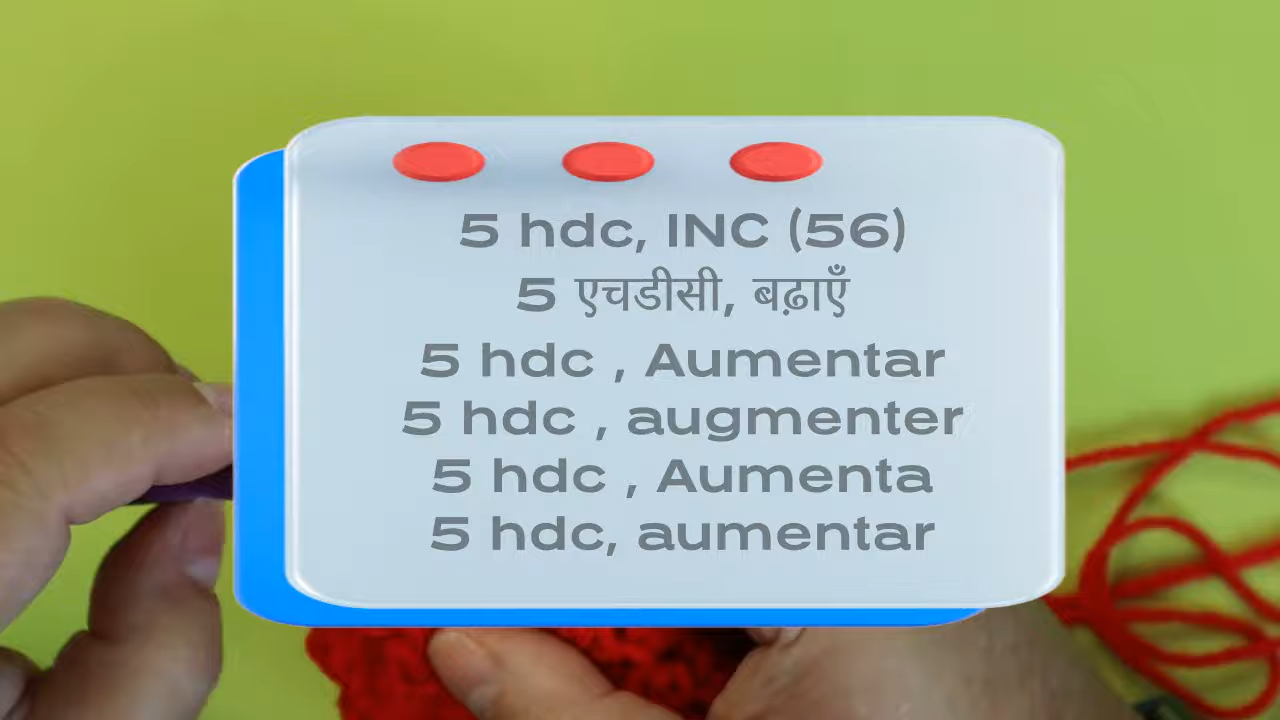 5 hdc, INC (56)
5 एचडीसी, बढ़ाएँ
5 hdc , Aumentar
5 hdc , augmenter
5 hdc , Aumenta
5 hdc, aumentar